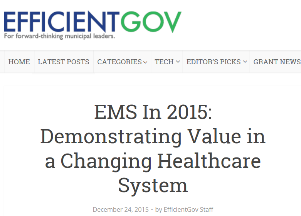 EFFICIENTGOV
For forward-thinking municipal leaders.
HOME LATEST POSTS CATEGORIES TECH EDITOR'S PICKS GRANT NEWS
EMS In 2015:
Demonstrating Value in
a Changing Healthcare
System
December 24, 2015 - by EfficientGov Staff